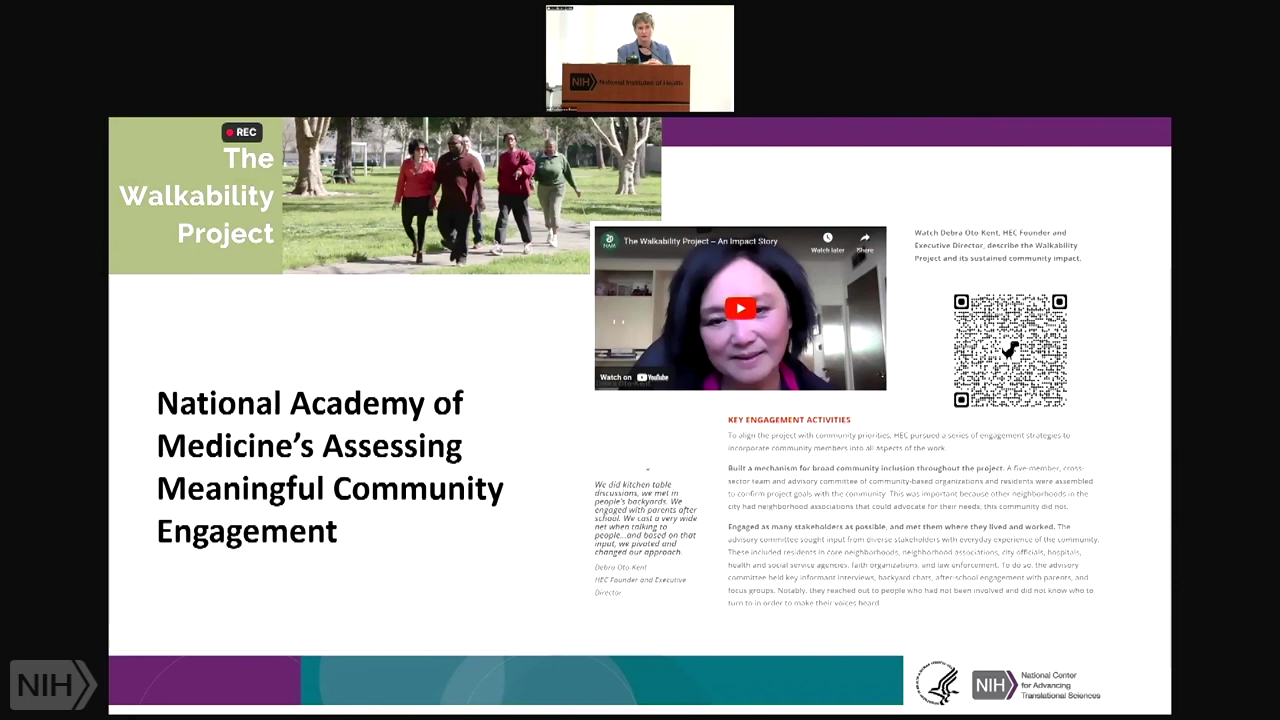 NIH National Institutes of Health
REC
The
Walkability
Project
The Walkability Project – An Impact Story
Watch later
Share
NAM
Watch on YouTube
Watch Debra Oto Kent, HEC Founder and
Executive Director, describe the Walkability
Project and its sustained community impact.
National Academy of
Medicine's Assessing
Meaningful Community
Engagement
We did kitchen table
discussions, we met in
people's backyards. We
engaged with parents after
school. We cast a very wide
net when talking to
people...and based on that
input, we pivoted and
changed our approach.
Debra Oto-Kent
HEC Founder and Executive
Director
KEY ENGAGEMENT ACTIVITIES
To align the project with community priorities, HEC pursued a series of engagement strategies to
incorporate community members into all aspects of the work.
Built a mechanism for broad community inclusion throughout the project. A five-member, cross-
sector team and advisory committee of community-based organizations and residents were assembled
to confirm project goals with the community. This was important because other neighborhoods in the
city had neighborhood associations that could advocate for their needs; this community did not.
Engaged as many stakeholders as possible, and met them where they lived and worked. The
advisory committee sought input from diverse stakeholders with everyday experience of the community.
These included residents in core neighborhoods, neighborhood associations, city officials, hospitals,
health and social service agencies, faith organizations, and law enforcement. To do so, the advisory
committee held key informant interviews, backyard chats, after-school engagement with parents, and
focus groups. Notably, they reached out to people who had not been involved and did not know who to
turn to in order to make their voices heard
NIH
NIH
National Center
for Advancing
Translational Sciences